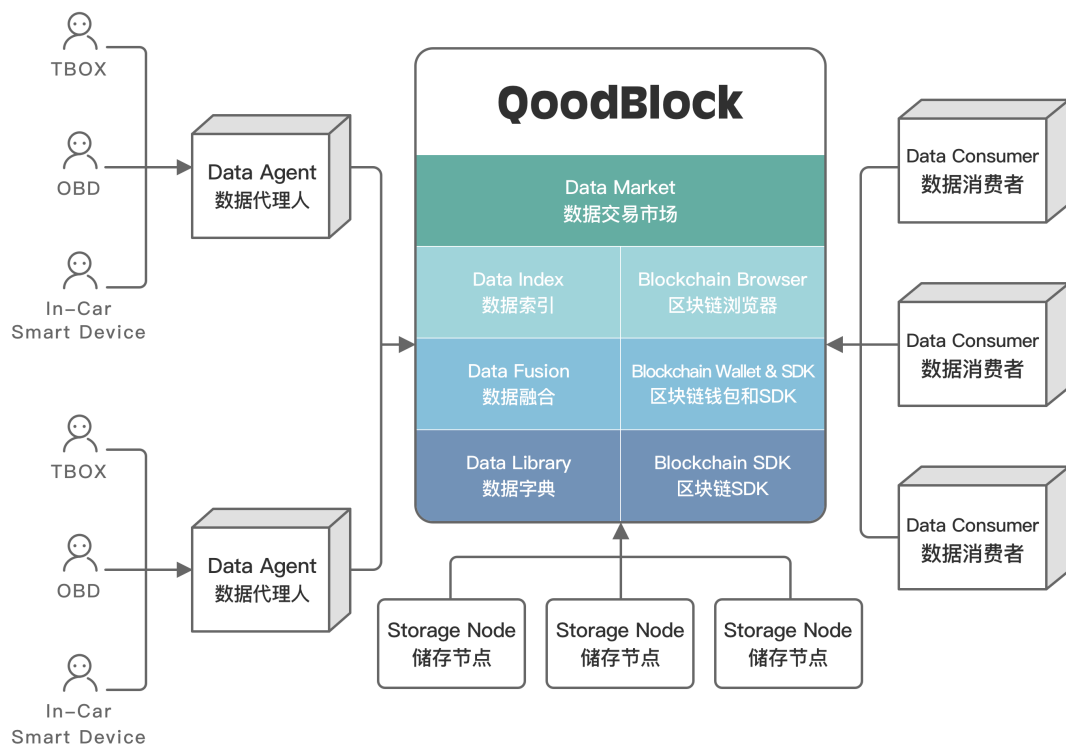 TBOX
OBD
In-Car
Smart Device
Data Agent
数据代理人
TBOX
OBD
In-Car
Smart Device
Data Agent
数据代理人
QoodBlock
Data Market
数据交易市场
Data Index
数据索引
Blockchain Browser
区块链浏览器
Data Fusion
数据融合
Blockchain Wallet & SDK
区块链钱包和SDK
Data Library
数据字典
Blockchain SDK
区块链SDK
Storage Node
储存节点
Storage Node
储存节点
Storage Node
储存节点
Data Consumer
数据消费者
Data Consumer
数据消费者
Data Consumer
数据消费者